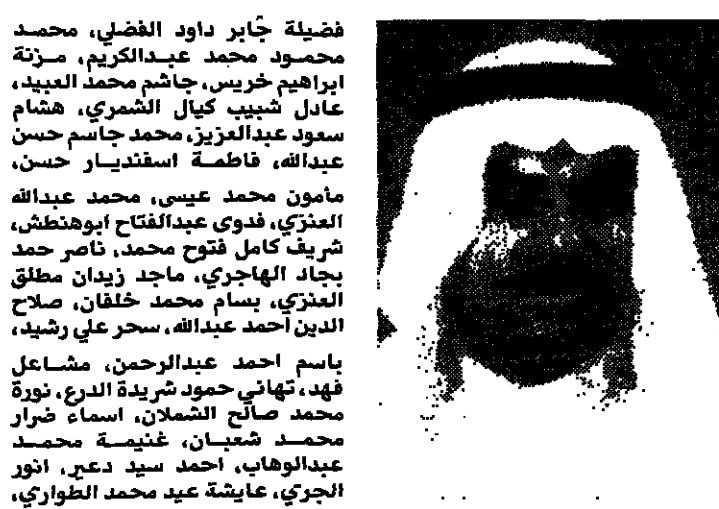 فضيلة جابر داود الفضلي، محمد
محمود محمد عبدالكريم، مزنة
ابراهيم خريس، جاشم محمد العبيد،
عادل شبيب كيال الشمري، هشام
سعود عبدالعزيز، محمد جاسم حسن
عبدالله، فاطمة اسفنديار حسن،
مأمون محمد عيسى، محمد عبدالله
العنزي، فدوى عبدالفتاح ابوهنطش،
شريف كامل فتوح محمد، ناصر حمد
بجاد الهاجري، ماجد زيدان مطلق
العنزي، بسام محمد خلفان، صلاح
الدين احمد عبدالله، سحر علي رشيد،
باسم احمد عبدالرحمن، مشاعل
فهد، تهاني حمود شريدة الدرع، نورة
محمد صالح الشملان، اسماء ضرار
محمد شعبان، غنيمة محمد
عبدالوهاب، احمد سيد دعبر، انور
الجري، عايشة عيد محمد الطواري،